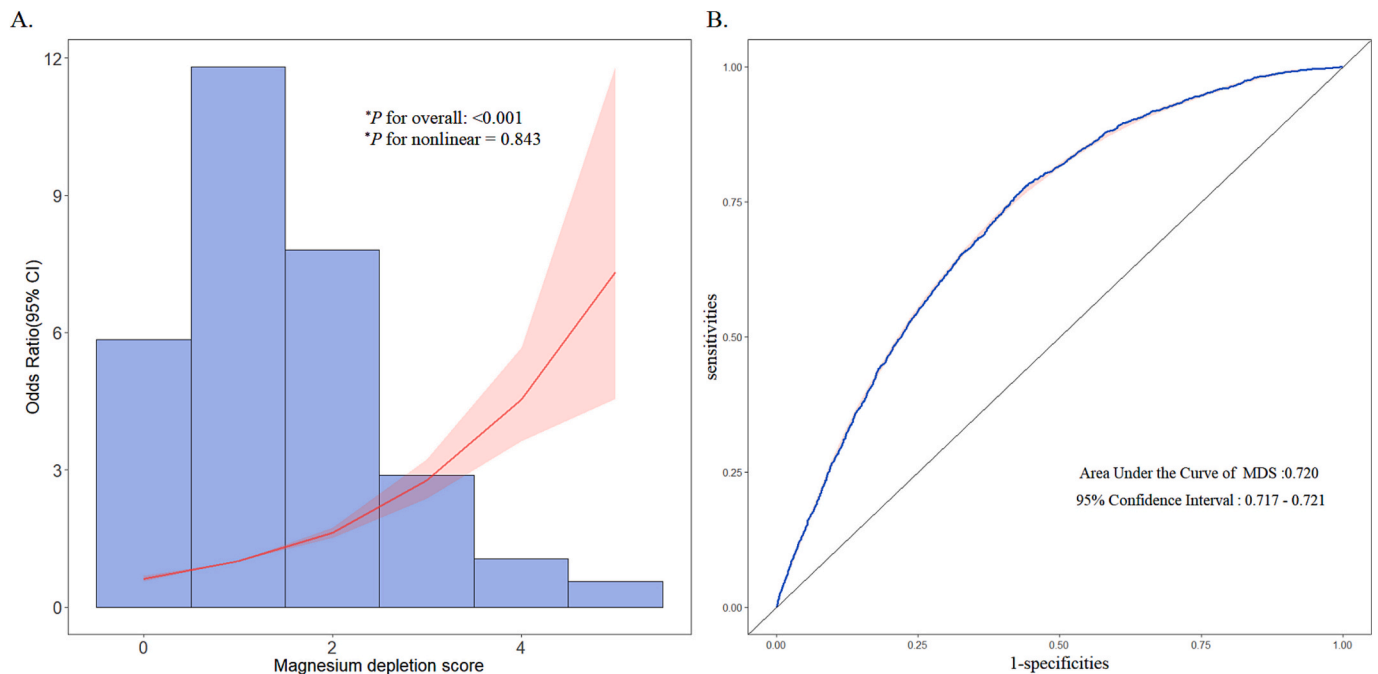 A.
12
9
6
3
0
Odds Ratio(95% CI)
*P for overall: <0.001
*P for nonlinear = 0.843
0
2
4
Magnesium depletion score
B.
1.00
0.75
0.50
0.25
0.00
sensitivities
Area Under the Curve of MDS :0.720
95% Confidence Interval : 0.717 - 0.721
0.00
0.25
0.50
0.75
1.00
1-specificities